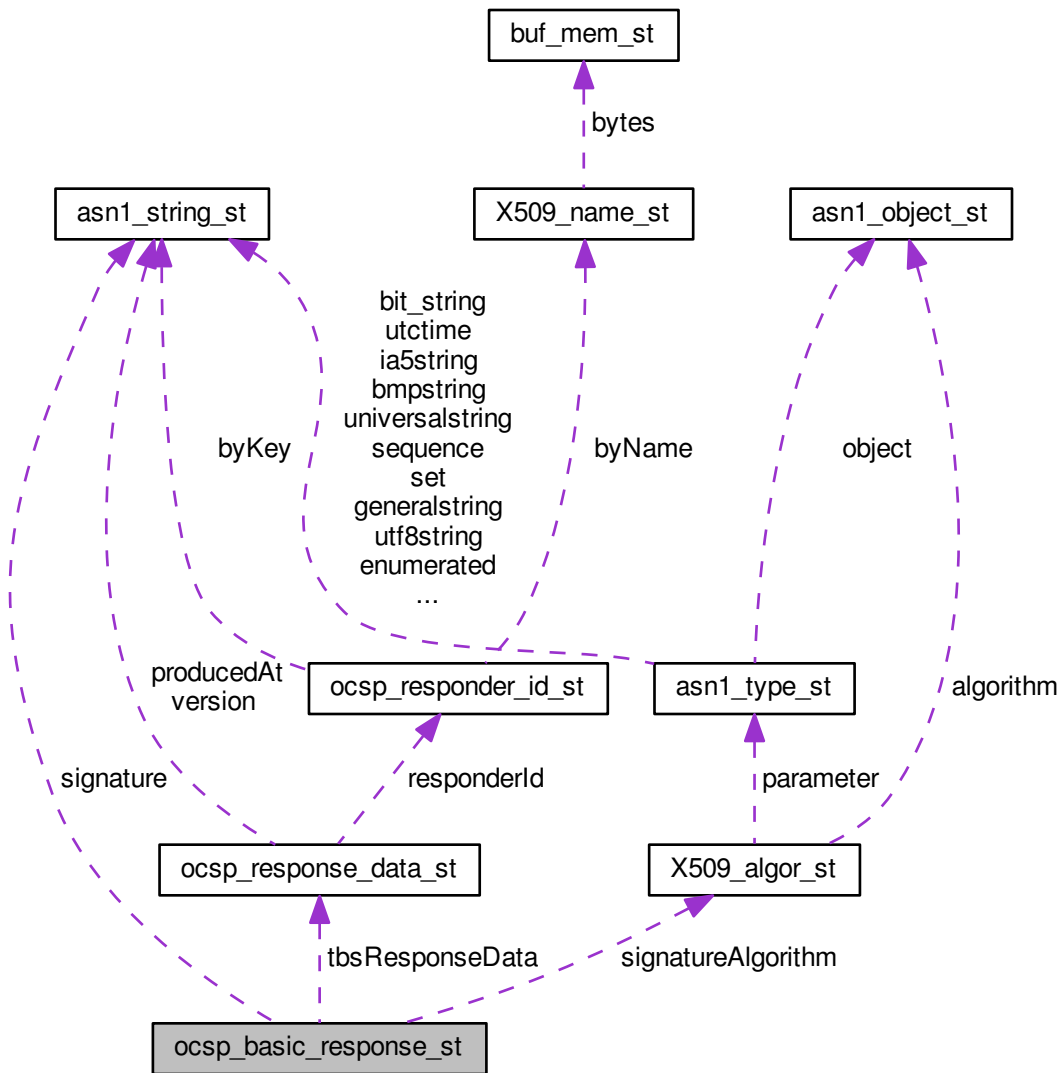 buf_mem_st
bytes
asn1_string_st
X509_name_st
asn1_object_st
bit_string
utctime
ia5string
bmpstring
universalstring
sequence
set
generalstring
utf8string
enumerated
...
byKey
byName
object
producedAt
version
ocsp_responder_id_st
asn1_type_st
algorithm
signature
responderId
parameter
ocsp_response_data_st
X509_algor_st
tbsResponseData
signatureAlgorithm
ocsp_basic_response_st